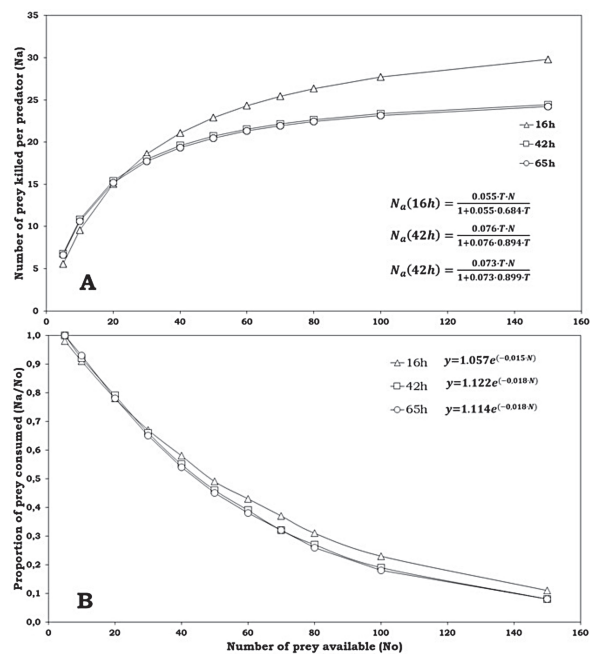 35
30
25
20
15
10
5
0
Number of prey killed per predator (Na)
16h
42h
65h
Na(16h) = 0.055·T·N / 1+0.055·0.684·T
Na(42h) = 0.076·T·N / 1+0.076·0.894·T
Na(42h) = 0.073·T·N / 1+0.073·0.899·T
A
0 20 40 60 80 100 120 140 160
1,0
0,9
0,8
0,7
0,6
0,5
0,4
0,3
0,2
0,1
0,0
Proportion of prey consumed (Na/No)
16h y=1.057e(−0.015·N)
42h y=1.122e(−0.018·N)
65h y=1.114e(−0.018·N)
B
0 20 40 60 80 100 120 140 160
Number of prey available (No)